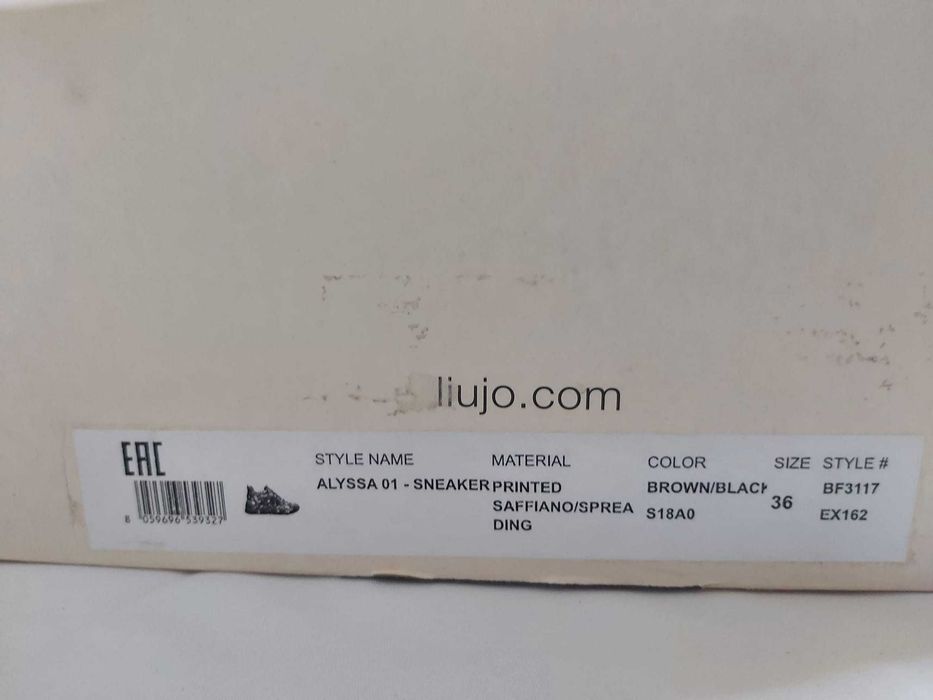 liujo.com
EAC
STYLE NAME MATERIAL COLOR SIZE STYLE #
ALYSSA 01 - SNEAKER PRINTED BROWN/BLACK 36 BF3117
SAFFIANO/SPREA S18A0 EX162
DING
8 059696 539327